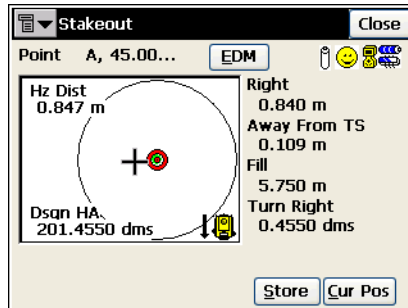 Stakeout Close
Point A, 45.00... EDM
Hz Dist
0.847 m
Dsgn HA
201.4550 dms
Right
0.840 m
Away From TS
0.109 m
Fill
5.750 m
Turn Right
0.4550 dms
Store Cur Pos